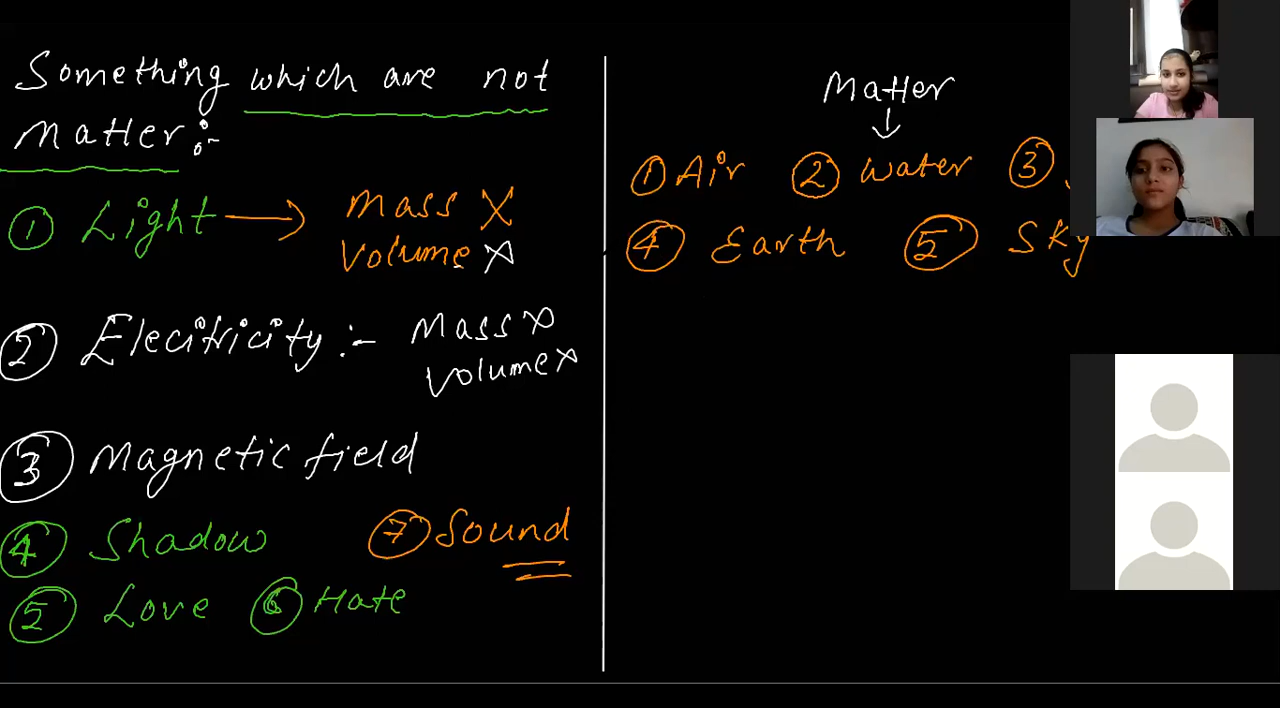 Something which are not
Matter :-
① Light → Mass X
Volume X
② Electricity :- Mass X
Volume X
③ Magnetic field
④ Shadow ⑦ Sound
⑤ Love ⑥ Hate
Matter
↓
① Air ② Water ③
④ Earth ⑤ Sky